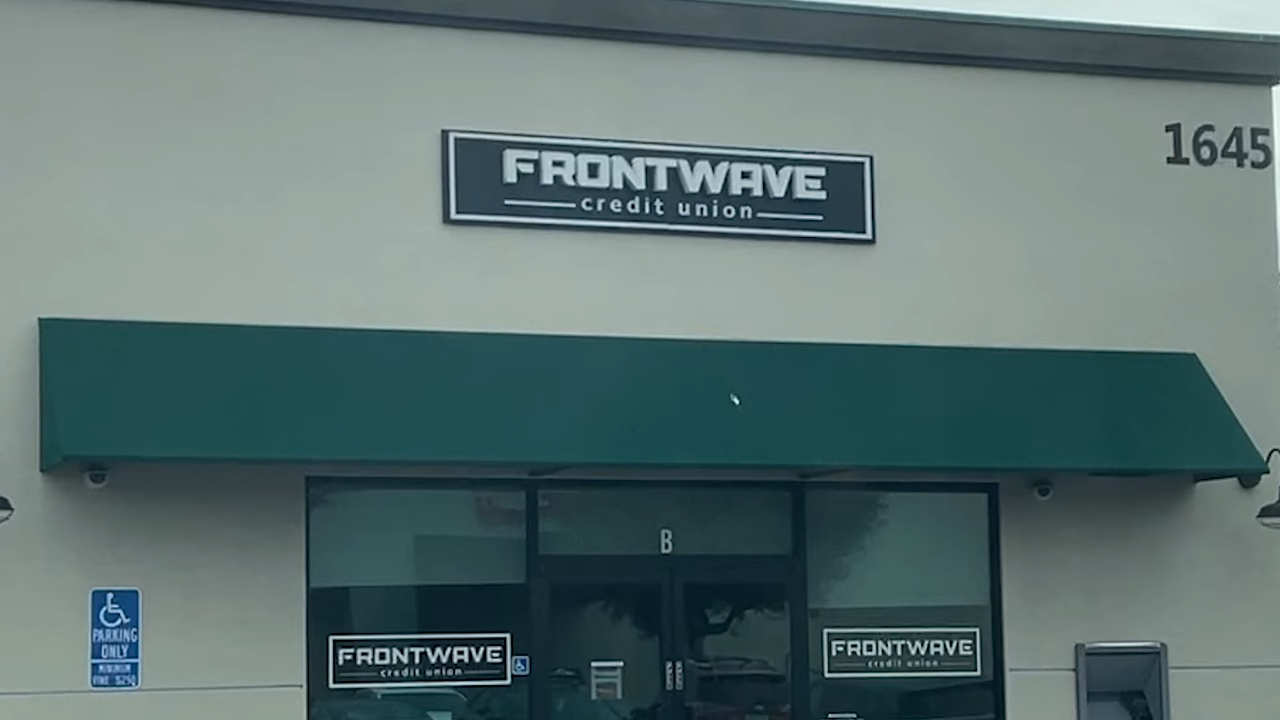 1645
FRONTWAVE
credit union
B
PARKING
ONLY
MINIMUM
FINE $250
FRONTWAVE
credit union
FRONTWAVE
credit union